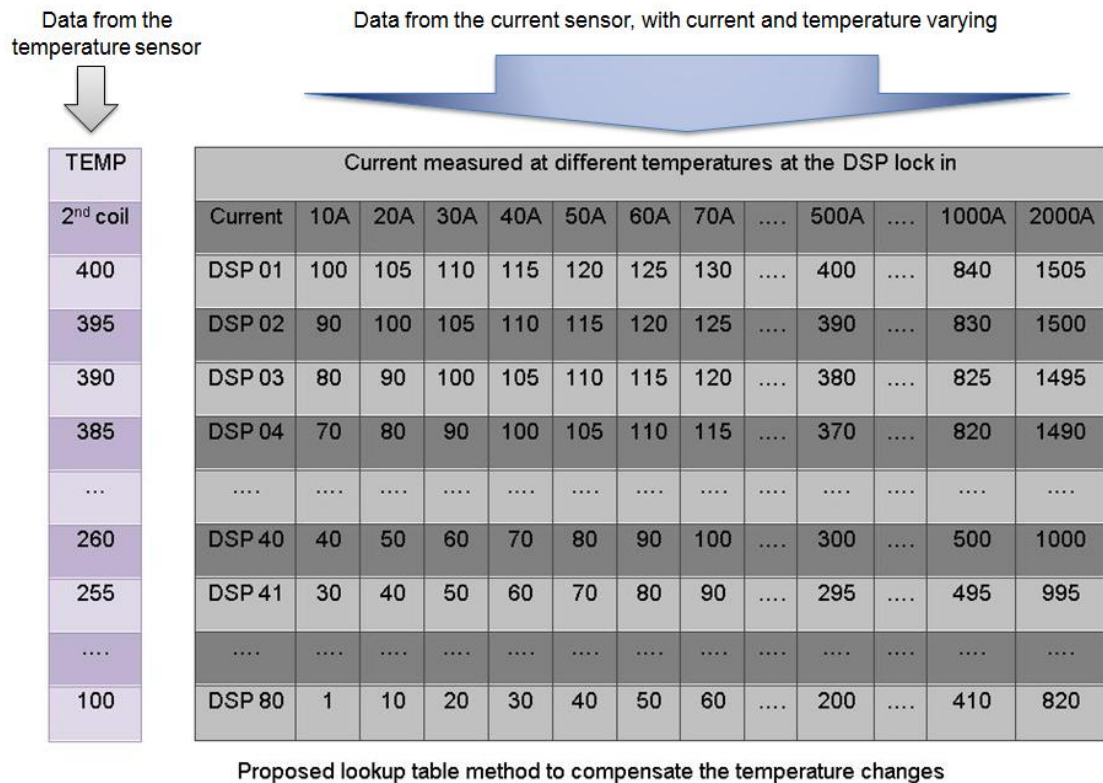 Data from the
temperature sensor
Data from the current sensor, with current and temperature varying
TEMP
Current measured at different temperatures at the DSP lock in
2nd coil Current 10A 20A 30A 40A 50A 60A 70A .... 500A .... 1000A 2000A
400 DSP 01 100 105 110 115 120 125 130 .... 400 .... 840 1505
395 DSP 02 90 100 105 110 115 120 125 .... 390 .... 830 1500
390 DSP 03 80 90 100 105 110 115 120 .... 380 .... 825 1495
385 DSP 04 70 80 90 100 105 110 115 .... 370 .... 820 1490
... .... .... .... .... .... .... .... .... .... .... .... .... ....
260 DSP 40 40 50 60 70 80 90 100 .... 300 .... 500 1000
255 DSP 41 30 40 50 60 70 80 90 .... 295 .... 495 995
.... .... .... .... .... .... .... .... .... .... .... .... .... ....
100 DSP 80 1 10 20 30 40 50 60 .... 200 .... 410 820
Proposed lookup table method to compensate the temperature changes